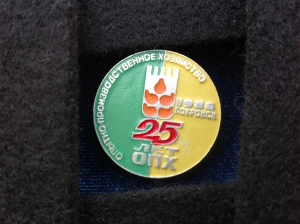 ОПЫТНО-ПРОИЗВОДСТВЕННОЕ ХОЗЯЙСТВО
25
ЛЕТ
ОПХ